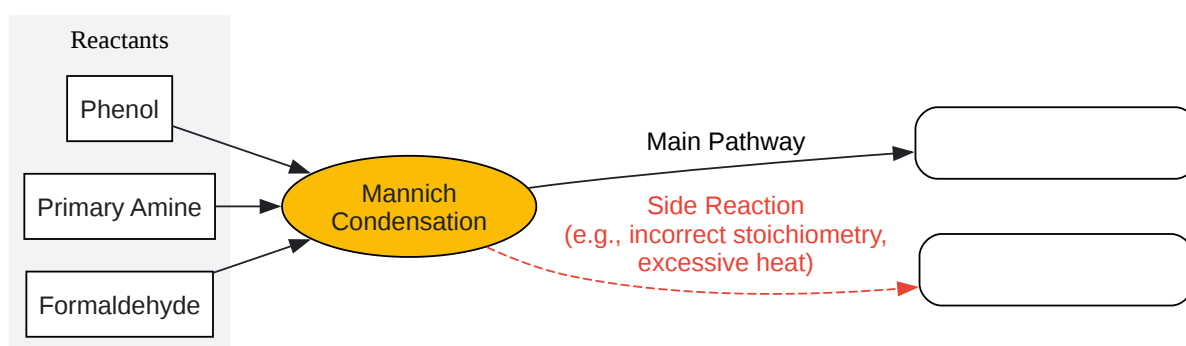 Reactants
Phenol
Primary Amine
Formaldehyde
Mannich
Condensation
Main Pathway
Side Reaction
(e.g., incorrect stoichiometry,
excessive heat)